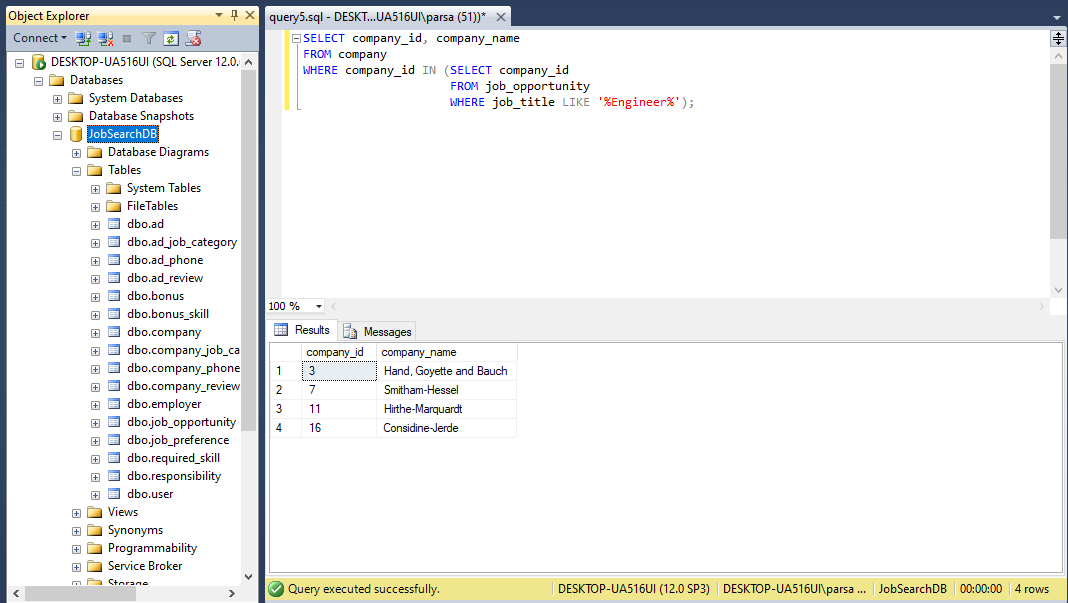 Object Explorer
Connect
DESKTOP-UA516UI (SQL Server 12.0.
Databases
System Databases
Database Snapshots
JobSearchDB
Database Diagrams
Tables
System Tables
FileTables
dbo.ad
dbo.ad_job_category
dbo.ad_phone
dbo.ad_review
dbo.bonus
dbo.bonus_skill
dbo.company
dbo.company_job_ca
dbo.company_phone
dbo.company_review
dbo.employer
dbo.job_opportunity
dbo.job_preference
dbo.required_skill
dbo.responsibility
dbo.user
Views
Synonyms
Programmability
Service Broker
Storage
query5.sql - DESKT...UA516UI\parsa (51))*
SELECT company_id, company_name
FROM company
WHERE company_id IN (SELECT company_id
FROM job_opportunity
WHERE job_title LIKE '%Engineer%');
100 %
Results Messages
company_id company_name
1 3 Hand, Goyette and Bauch
2 7 Smitham-Hessel
3 11 Hirthe-Marquardt
4 16 Considine-Jerde
Query executed successfully. DESKTOP-UA516UI (12.0 SP3) DESKTOP-UA516UI\parsa ... JobSearchDB 00:00:00 4 rows